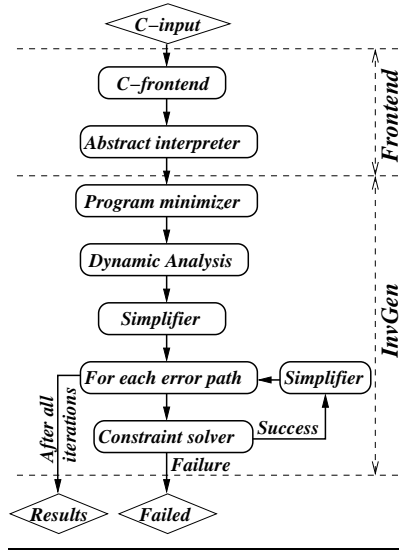 C-input
C-frontend
Abstract interpreter
Frontend
Program minimizer
Dynamic Analysis
Simplifier
For each error path
Simplifier
InvGen
After all
iterations
Constraint solver
Success
Failure
Results
Failed